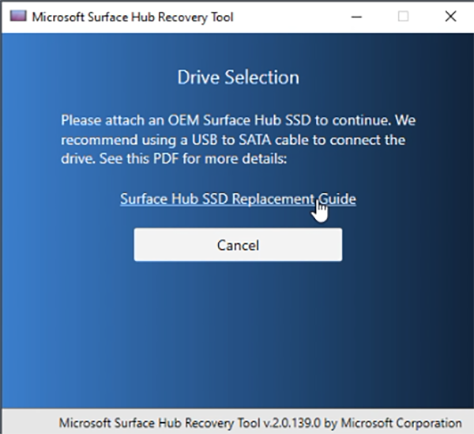 Microsoft Surface Hub Recovery Tool
Drive Selection
Please attach an OEM Surface Hub SSD to continue. We
recommend using a USB to SATA cable to connect the
drive. See this PDF for more details:
Surface Hub SSD Replacement Guide
Cancel
Microsoft Surface Hub Recovery Tool v.2.0.139.0 by Microsoft Corporation